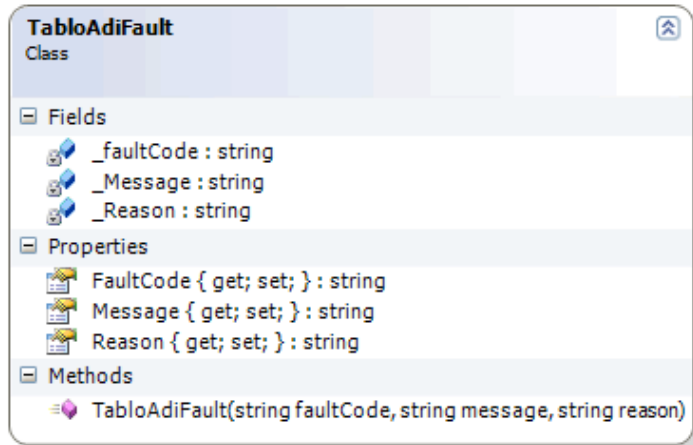 TabloAdiFault
Class
Fields
_faultCode : string
_Message : string
_Reason : string
Properties
FaultCode { get; set; } : string
Message { get; set; } : string
Reason { get; set; } : string
Methods
TabloAdiFault(string faultCode, string message, string reason)